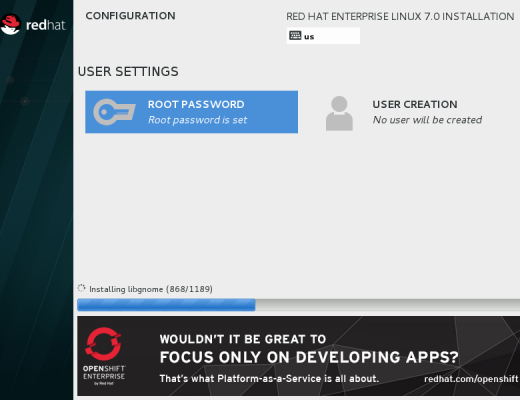 redhat.
CONFIGURATION
RED HAT ENTERPRISE LINUX 7.0 INSTALLATION
us
USER SETTINGS
ROOT PASSWORD
Root password is set
USER CREATION
No user will be created
Installing libgnome (868/1189)
WOULDN'T IT BE GREAT TO
FOCUS ONLY ON DEVELOPING APPS?
That's what Platform-as-a-Service is all about.
redhat.com/openshift
OPENSHIFT
ENTERPRISE
by Red Hat